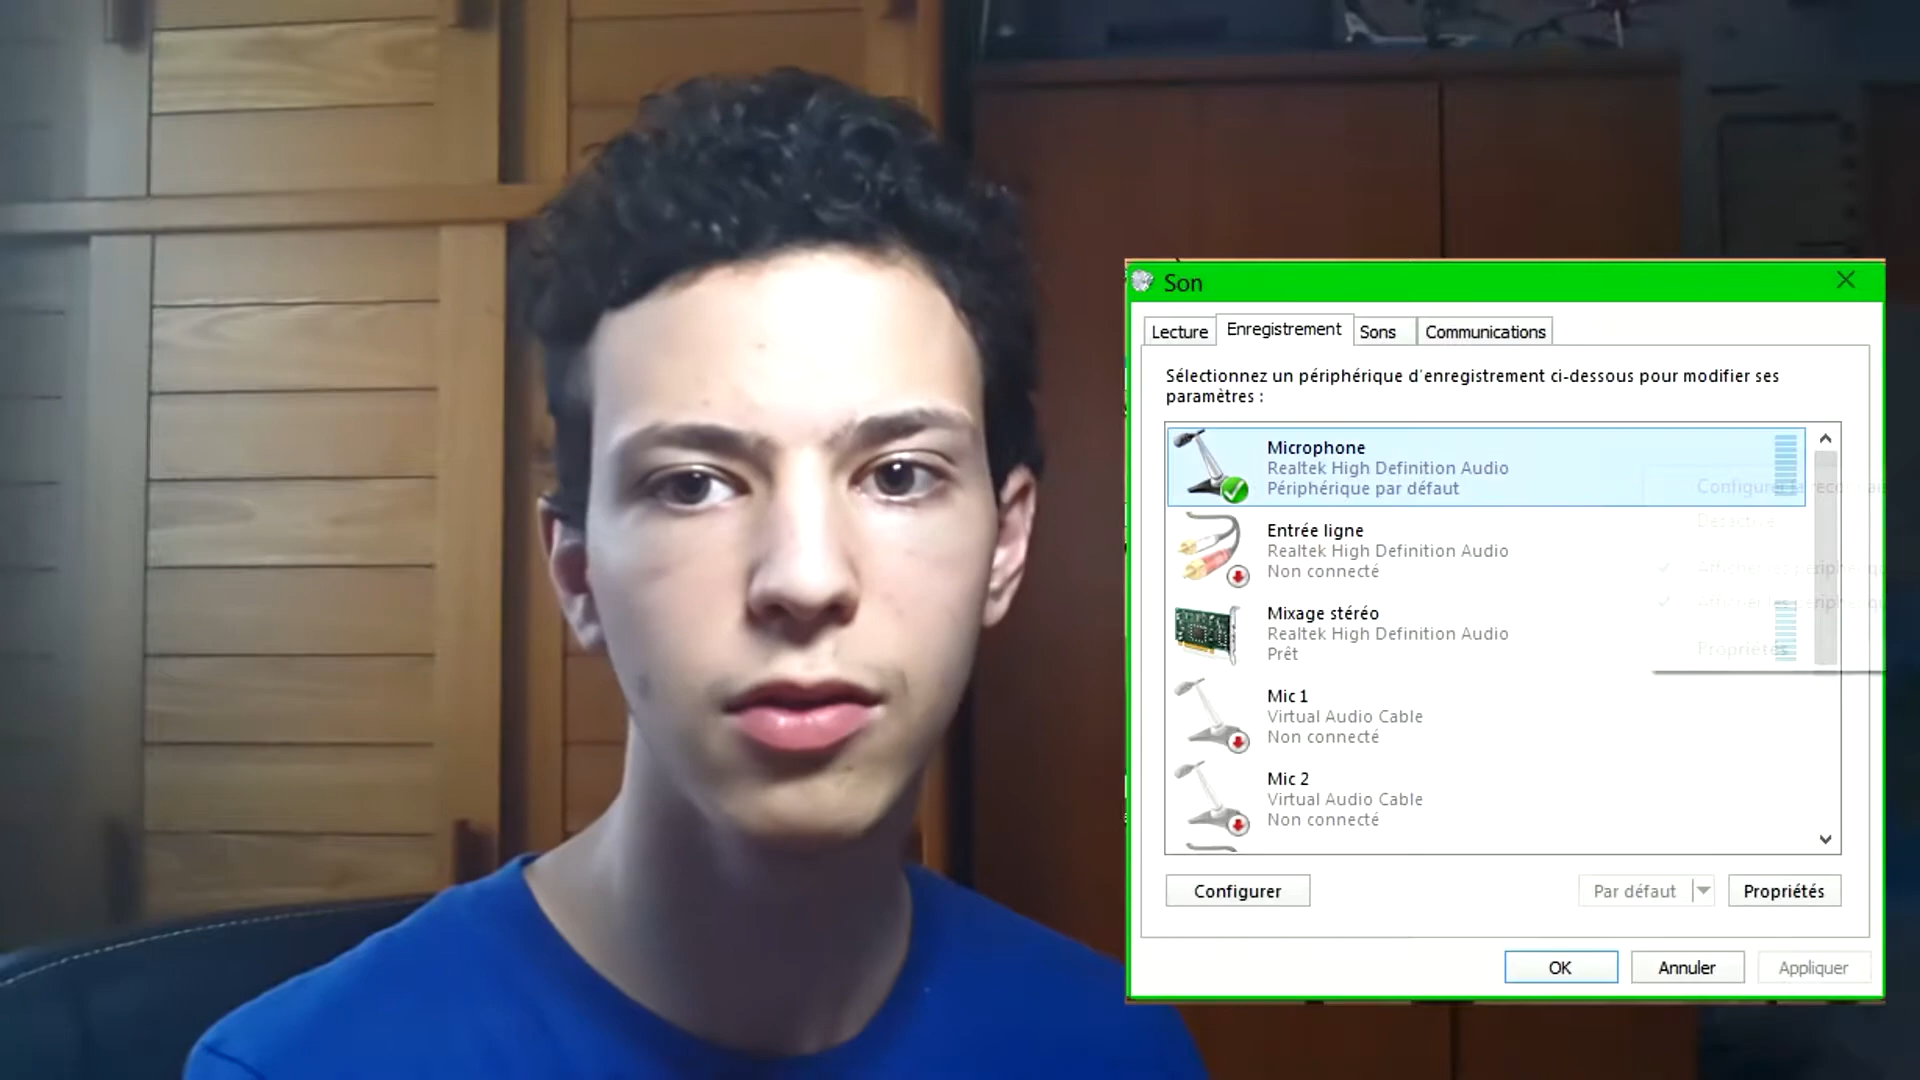 Son
Lecture
Enregistrement
Sons
Communications
Sélectionnez un périphérique d'enregistrement ci-dessous pour modifier ses
paramètres :
Microphone
Realtek High Definition Audio
Périphérique par défaut
Entrée ligne
Realtek High Definition Audio
Non connecté
Mixage stéréo
Realtek High Definition Audio
Prêt
Mic 1
Virtual Audio Cable
Non connecté
Mic 2
Virtual Audio Cable
Non connecté
Propriétés
Configurer
Par défaut
Propriétés
OK
Annuler
Appliquer